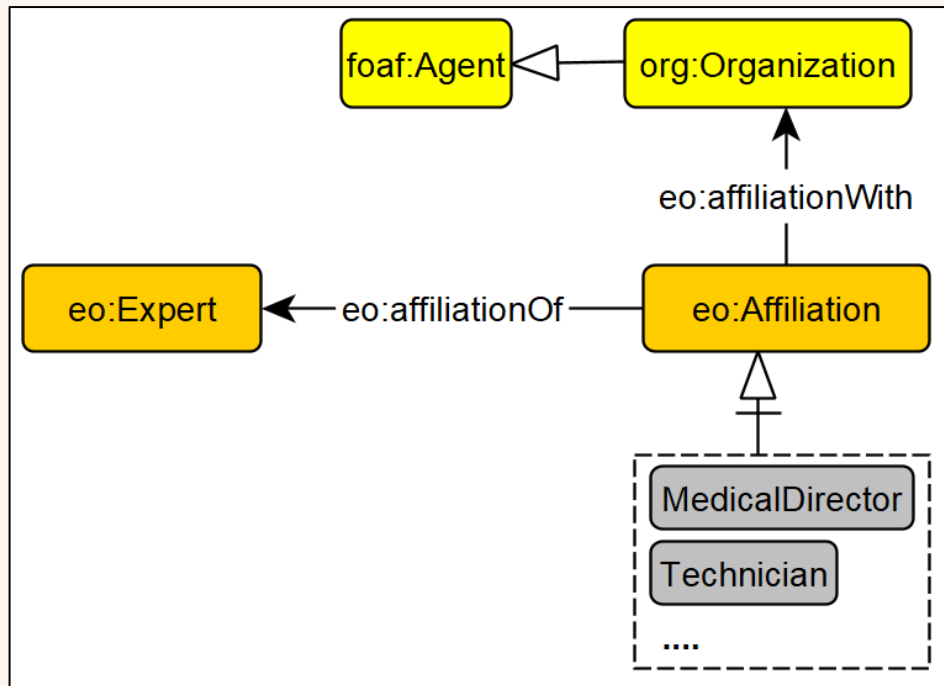 foaf:Agent
org:Organization
eo:affiliationWith
eo:Expert
eo:affiliationOf
eo:Affiliation
MedicalDirector
Technician
....